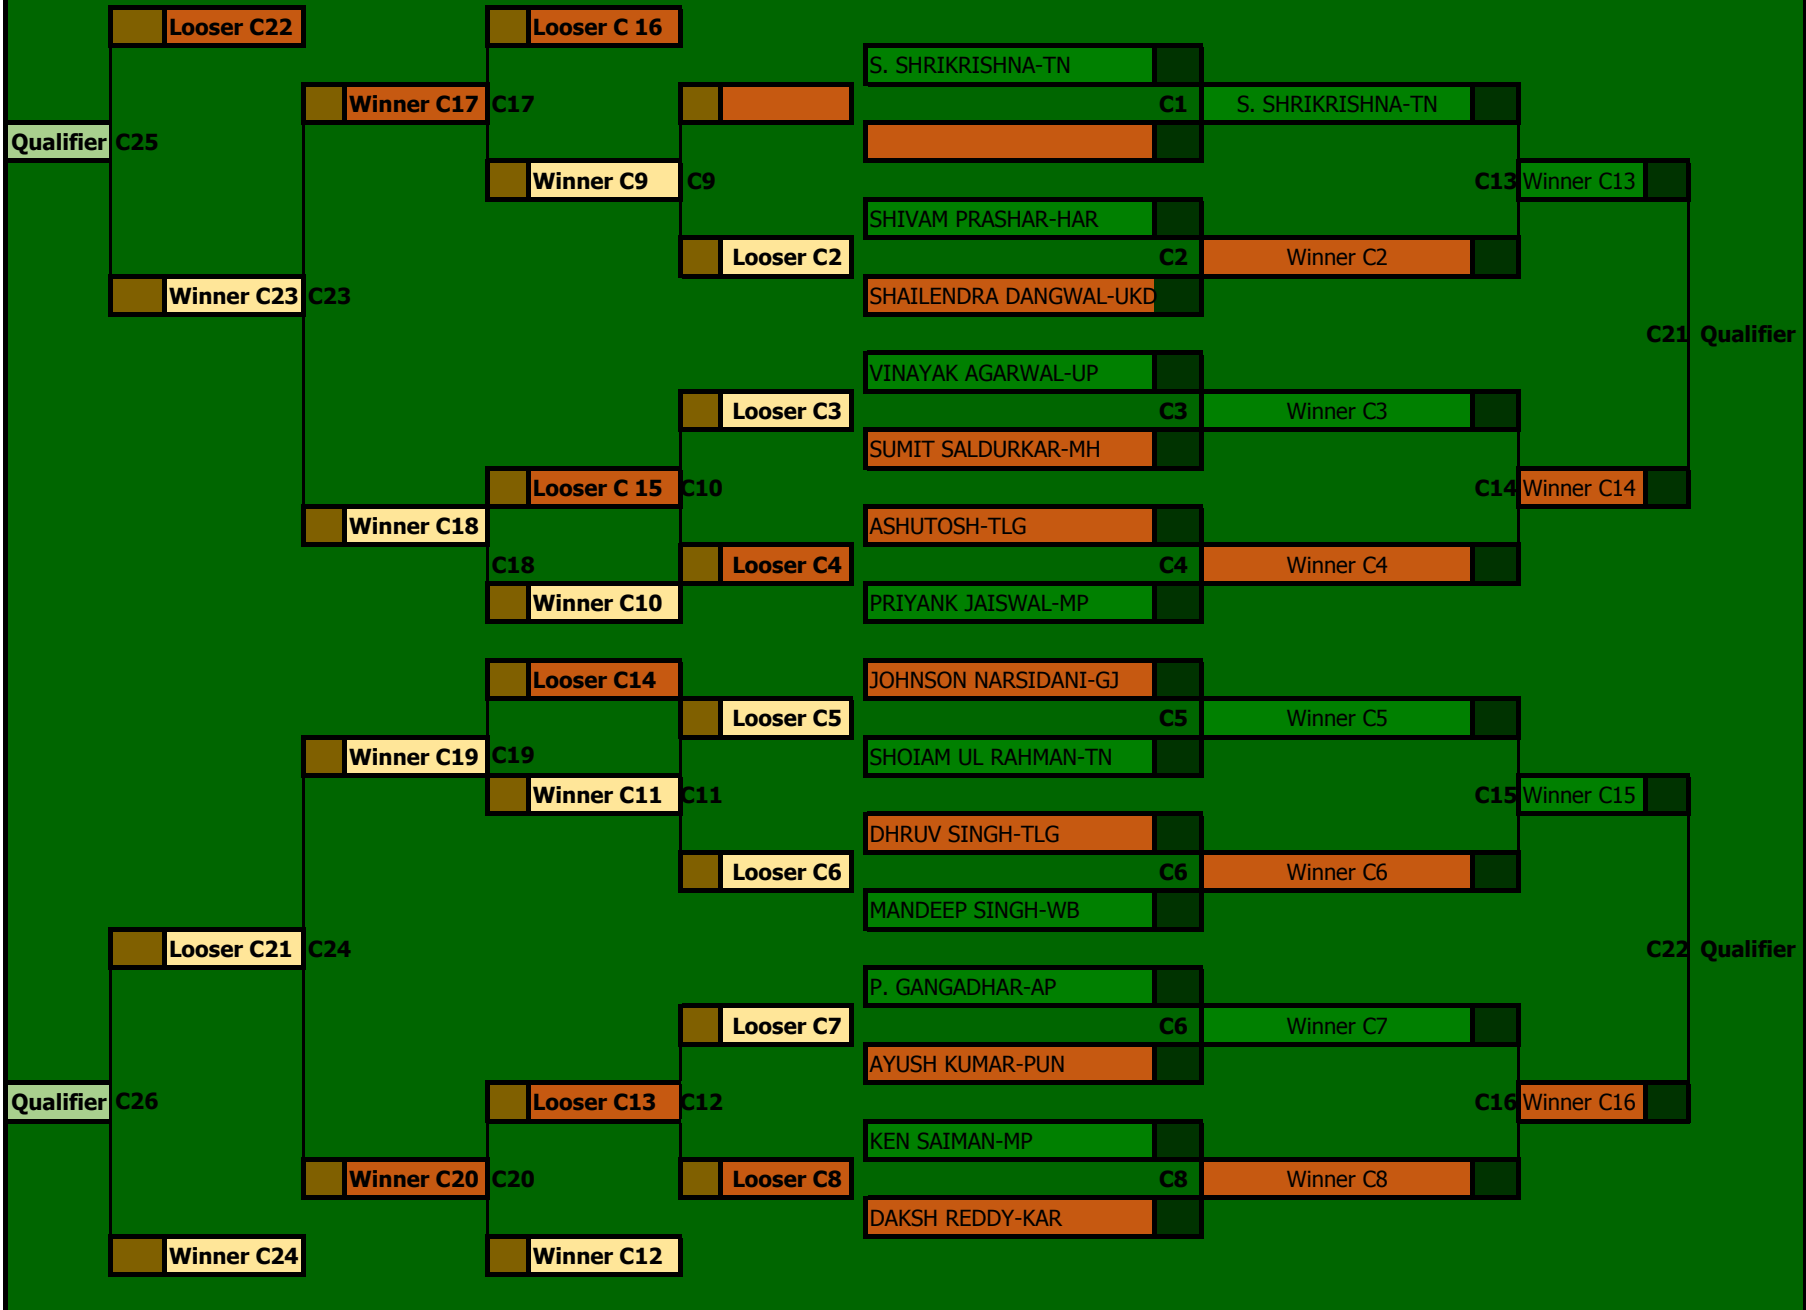 Looser C22
Looser C 16
S. SHRIKRISHNA-TN
Winner C17
C17
C1
S. SHRIKRISHNA-TN
Qualifier
C25
Winner C9
C9
C13
Winner C13
SHIVAM PRASHAR-HAR
Looser C2
C2
Winner C2
Winner C23
C23
SHAILENDRA DANGWAL-UKD
C21
Qualifier
VINAYAK AGARWAL-UP
Looser C3
C3
Winner C3
SUMIT SALDURKAR-MH
Looser C 15
C10
C14
Winner C14
Winner C18
ASHUTOSH-TLG
C18
Looser C4
C4
Winner C4
Winner C10
PRIYANK JAISWAL-MP
Looser C14
JOHNSON NARSIDANI-GJ
Looser C5
C5
Winner C5
Winner C19
C19
SHOIAM UL RAHMAN-TN
Winner C11
C11
C15
Winner C15
DHRUV SINGH-TLG
Looser C6
C6
Winner C6
MANDEEP SINGH-WB
Looser C21
C24
C22
Qualifier
P. GANGADHAR-AP
Looser C7
C6
Winner C7
AYUSH KUMAR-PUN
Qualifier
C26
Looser C13
C12
C16
Winner C16
KEN SAIMAN-MP
Winner C20
C20
Looser C8
C8
Winner C8
DAKSH REDDY-KAR
Winner C24
Winner C12